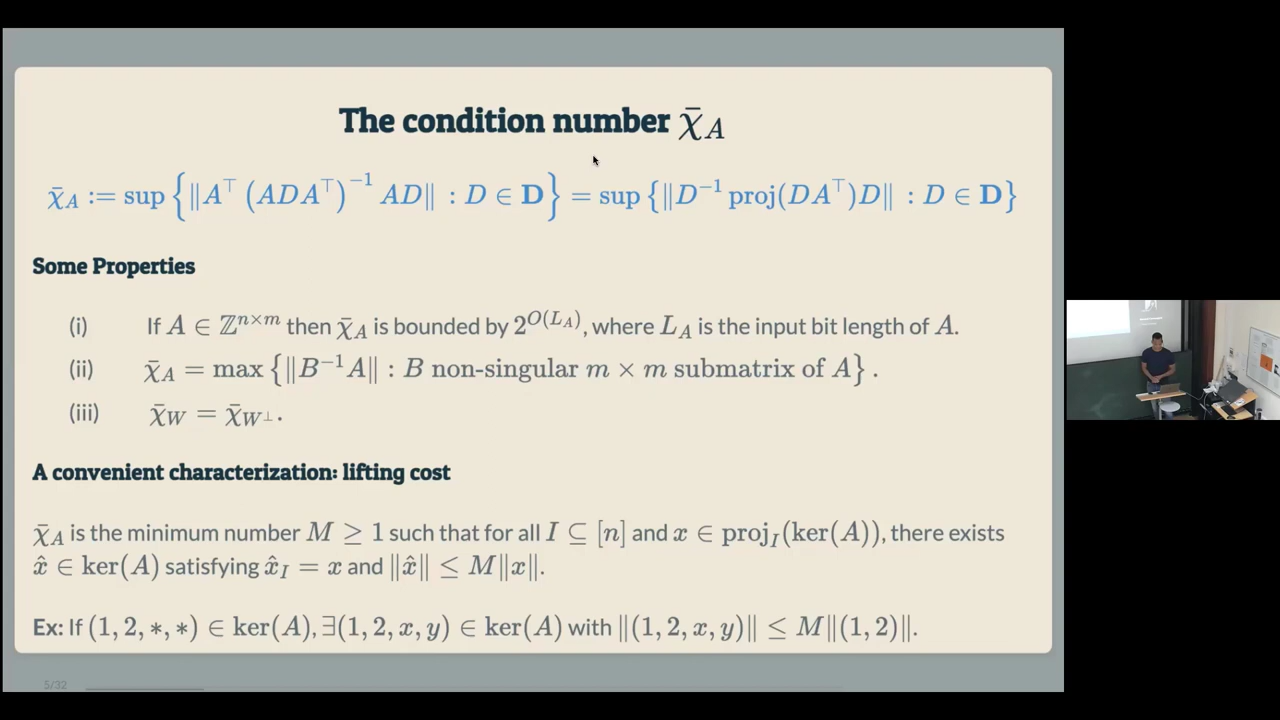 The condition number χ̄_A
χ̄_A := sup {‖A^⊤ (ADA^⊤)^{-1} AD‖ : D ∈ 𝐃} = sup {‖D^{-1} proj(DA^⊤)D‖ : D ∈ 𝐃}
Some Properties
(i) If A ∈ ℤ^{n×m} then χ̄_A is bounded by 2^{O(L_A)}, where L_A is the input bit length of A.
(ii) χ̄_A = max {‖B^{-1}A‖ : B non-singular m × m submatrix of A} .
(iii) χ̄_W = χ̄_{W^⊥}.
A convenient characterization: lifting cost
χ̄_A is the minimum number M ≥ 1 such that for all I ⊆ [n] and x ∈ proj_I(ker(A)), there exists
x̂ ∈ ker(A) satisfying x̂_I = x and ‖x̂‖ ≤ M‖x‖.
Ex: If (1, 2, ∗, ∗) ∈ ker(A), ∃(1, 2, x, y) ∈ ker(A) with ‖(1, 2, x, y)‖ ≤ M‖(1, 2)‖.
5/32